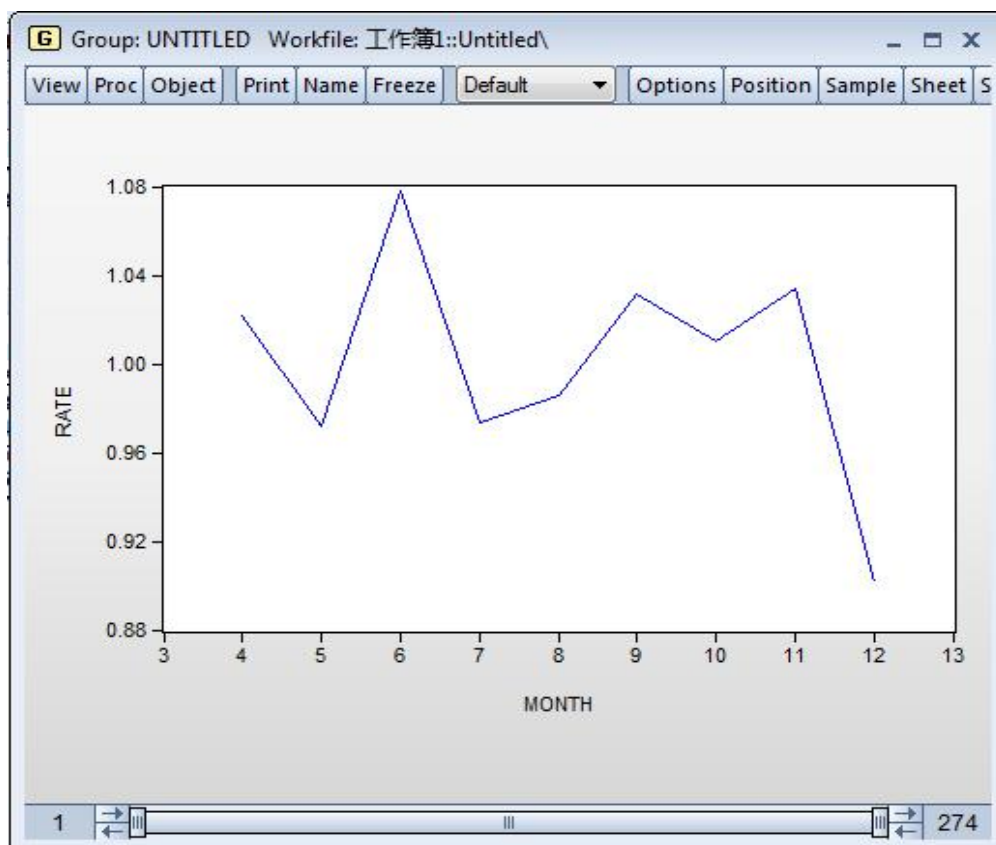 G Group: UNTITLED Workfile: 工作簿1::Untitled\
View Proc Object Print Name Freeze Default Options Position Sample Sheet S
1.08
1.04
1.00
0.96
0.92
0.88
RATE
3 4 5 6 7 8 9 10 11 12 13
MONTH
1 274